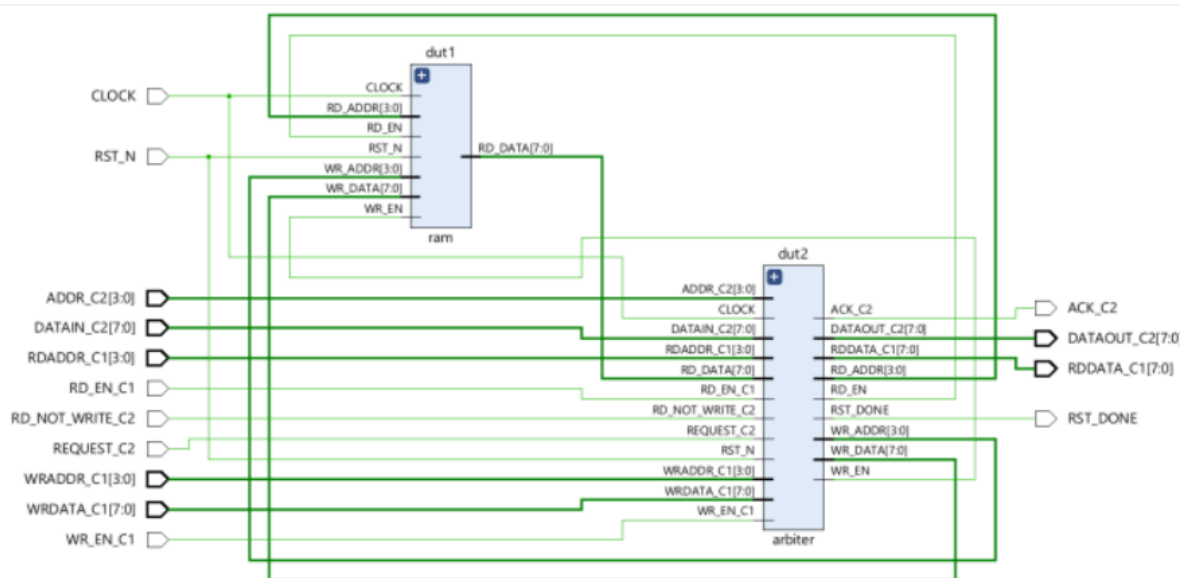 dut1
CLOCK
RD_ADDR[3:0]
RD_EN
RST_N
WR_ADDR[3:0]
WR_DATA[7:0]
WR_EN
RD_DATA[7:0]
ram
CLOCK
RST_N
ADDR_C2[3:0]
DATAIN_C2[7:0]
RDADDR_C1[3:0]
RD_EN_C1
RD_NOT_WRITE_C2
REQUEST_C2
WRADDR_C1[3:0]
WRDATA_C1[7:0]
WR_EN_C1
dut2
ADDR_C2[3:0]
CLOCK
DATAIN_C2[7:0]
RDADDR_C1[3:0]
RD_DATA[7:0]
RD_EN_C1
RD_NOT_WRITE_C2
REQUEST_C2
RST_N
WRADDR_C1[3:0]
WRDATA_C1[7:0]
WR_EN_C1
ACK_C2
DATAOUT_C2[7:0]
RDDATA_C1[7:0]
RD_ADDR[3:0]
RD_EN
RST_DONE
WR_ADDR[3:0]
WR_DATA[7:0]
WR_EN
arbiter
ACK_C2
DATAOUT_C2[7:0]
RDDATA_C1[7:0]
RST_DONE